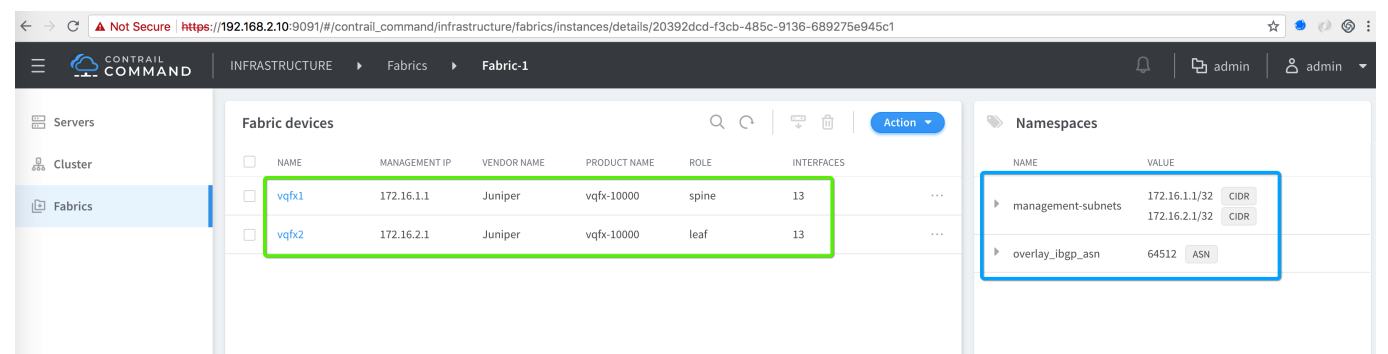 Not Secure https://192.168.2.10:9091/#/contrail_command/infrastructure/fabrics/instances/details/20392dcd-f3cb-485c-9136-689275e945c1
CONTRAIL
COMMAND
INFRASTRUCTURE Fabrics Fabric-1
admin admin
Servers
Cluster
Fabrics
Fabric devices
Action
NAME MANAGEMENT IP VENDOR NAME PRODUCT NAME ROLE INTERFACES
vqfx1 172.16.1.1 Juniper vqfx-10000 spine 13
vqfx2 172.16.2.1 Juniper vqfx-10000 leaf 13
Namespaces
NAME VALUE
management-subnets 172.16.1.1/32 CIDR
172.16.2.1/32 CIDR
overlay_ibgp_asn 64512 ASN